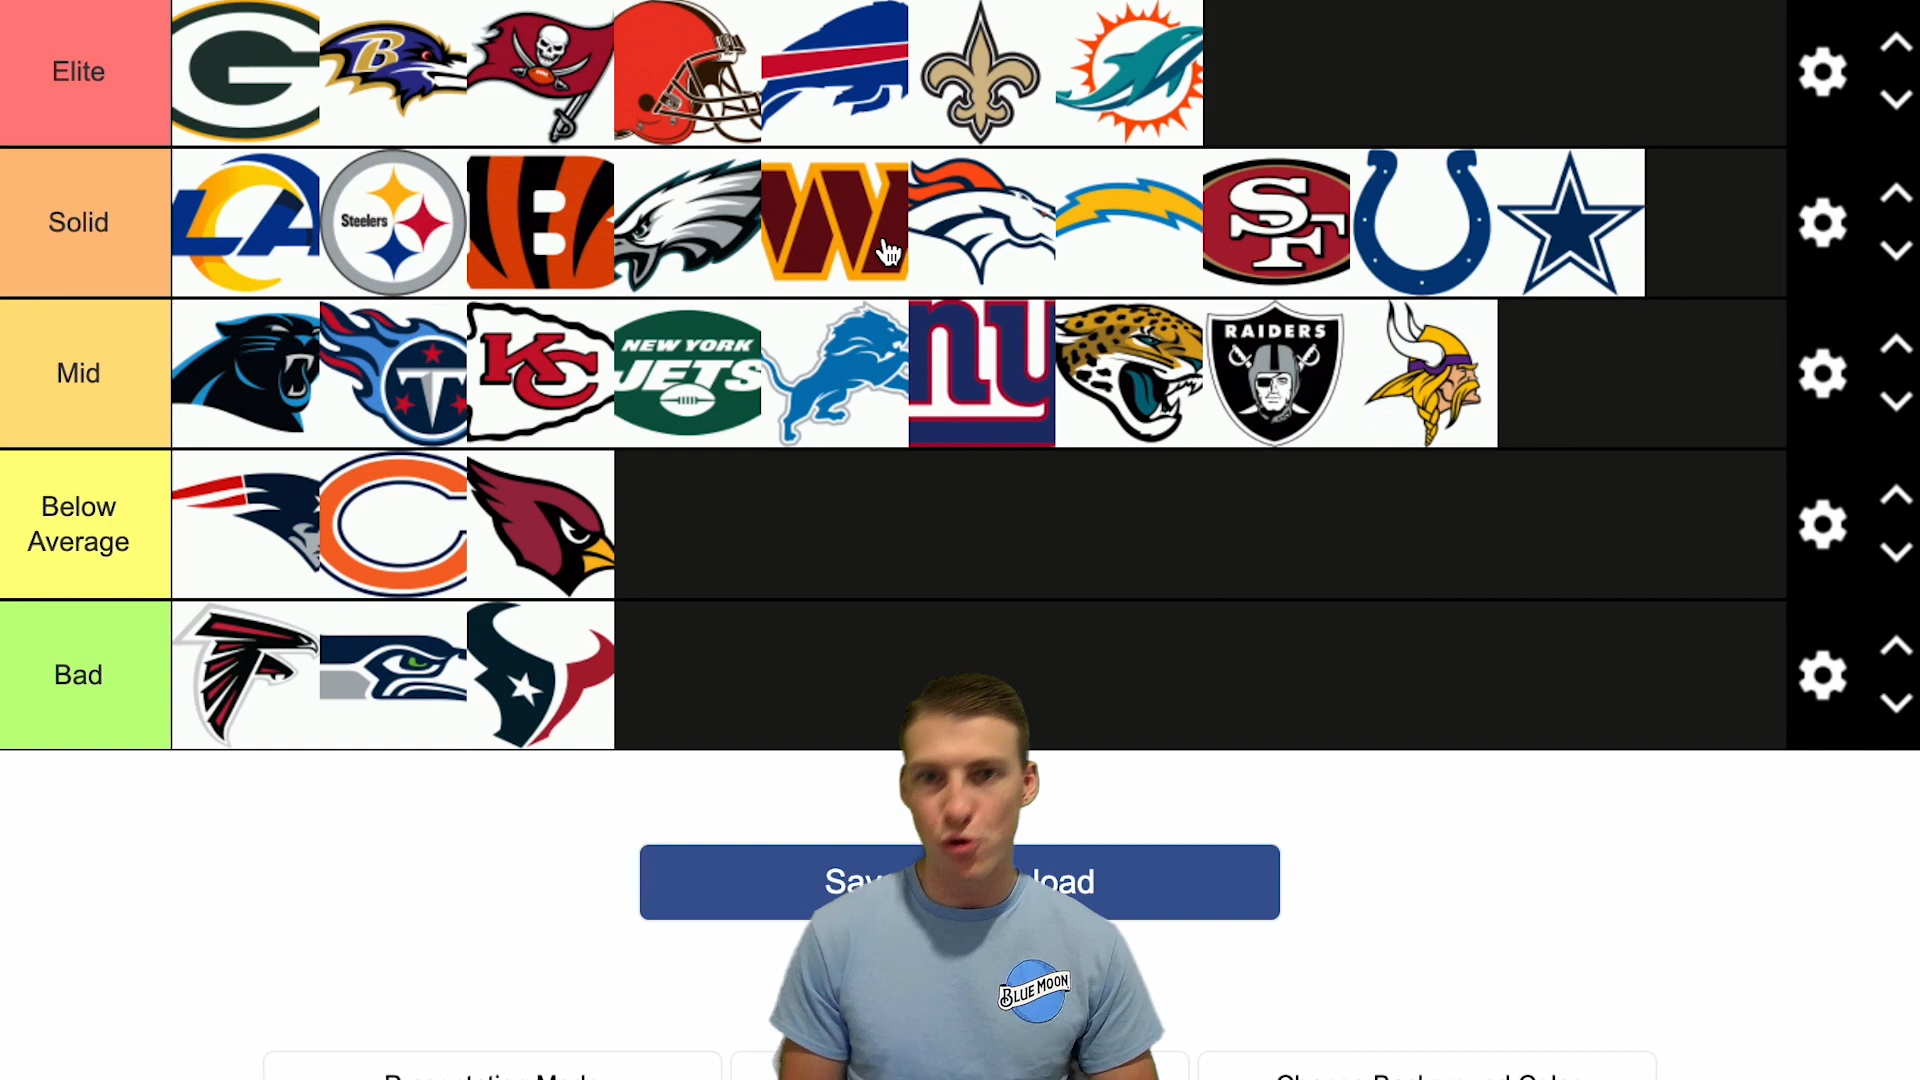 Elite
Solid
Steelers
Mid
NEW YORK
JETS
RAIDERS
Below
Average
Bad
BLUE MOON